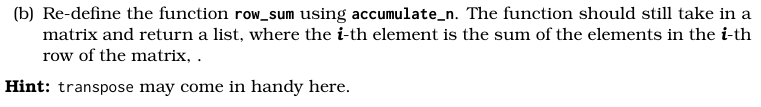 (b) Re-define the function row_sum using accumulate_n. The function should still take in a
matrix and return a list, where the i-th element is the sum of the elements in the i-th
row of the matrix, .
Hint: transpose may come in handy here.